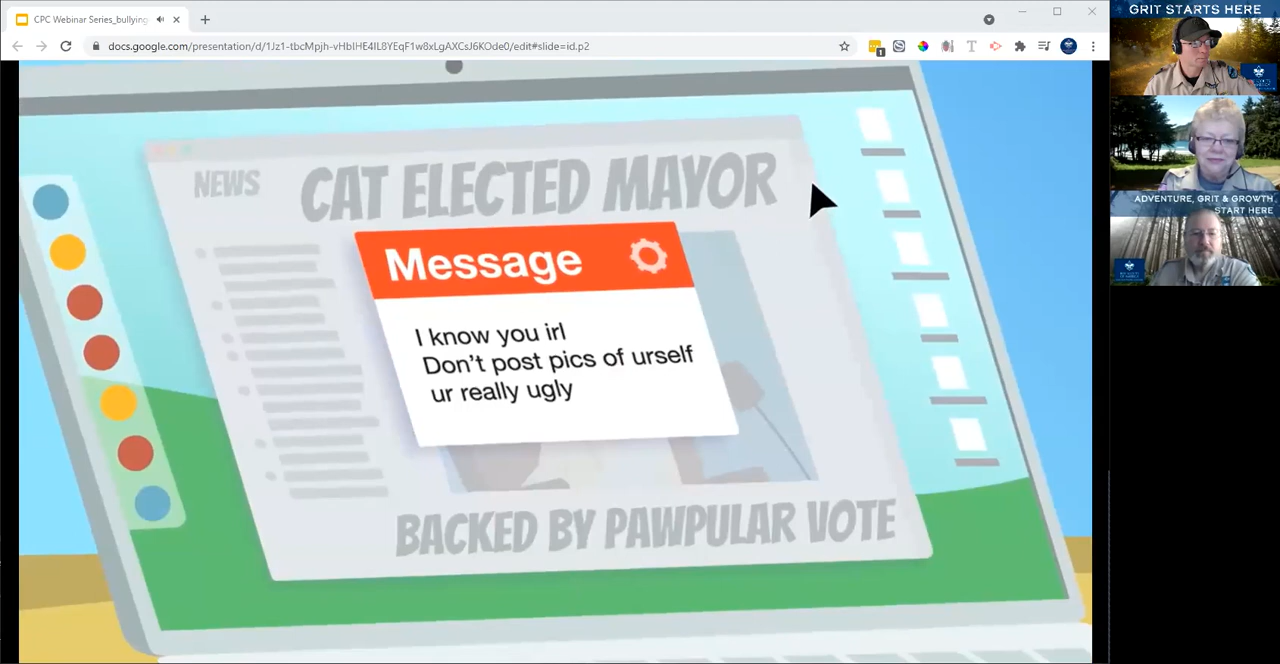 CPC Webinar Series_bullying
docs.google.com/presentation/d/1Jz1-tbcMpjh-vHblHE4IL8YEqF1w8xLgAXCsJ6KOde0/edit#slide=id.p2
1
T
GRIT STARTS HERE
NEWS
CAT ELECTED MAYOR
Message
I know you irl
Don't post pics of urself
ur really ugly
BACKED BY PAWPULAR VOTE
ADVENTURE, GRIT & GROWTH
START HERE